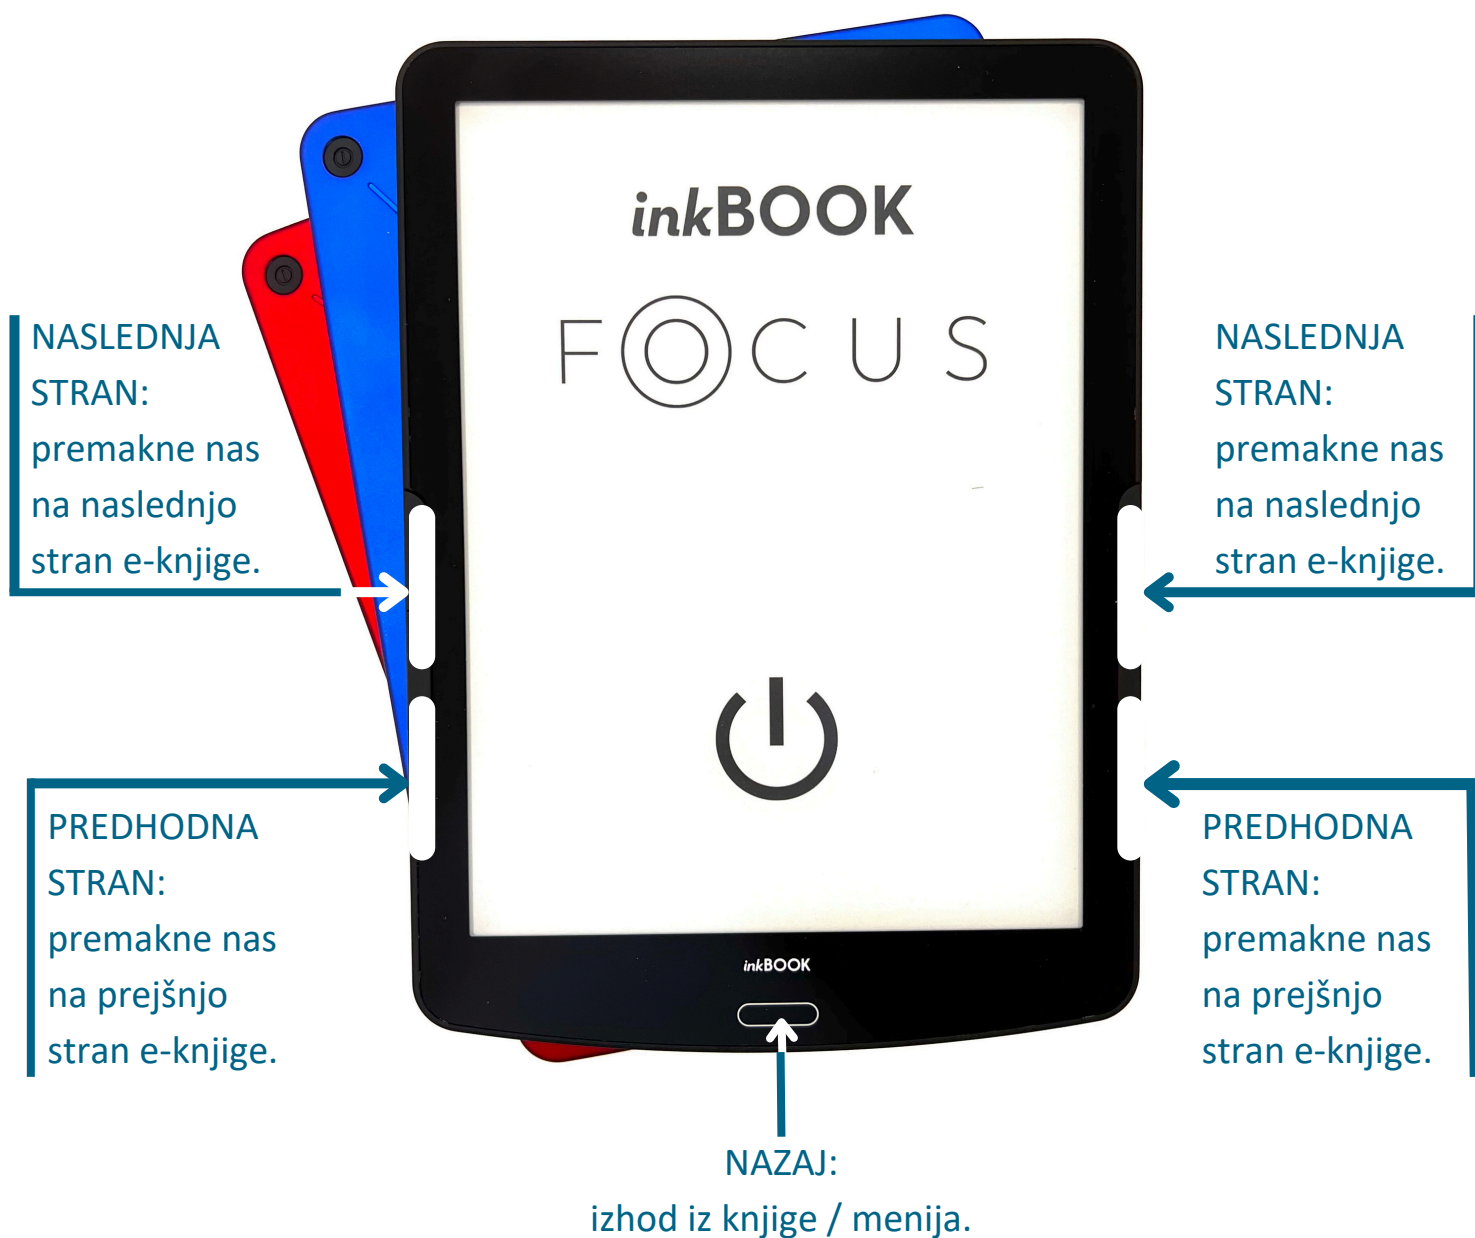 inkBOOK
FOCUS
NASLEDNJA
STRAN:
premakne nas
na naslednjo
stran e-knjige.
NASLEDNJA
STRAN:
premakne nas
na naslednjo
stran e-knjige.
PREDHODNA
STRAN:
premakne nas
na prejšnjo
stran e-knjige.
PREDHODNA
STRAN:
premakne nas
na prejšnjo
stran e-knjige.
inkBOOK
NAZAJ:
izhod iz knjige / menija.